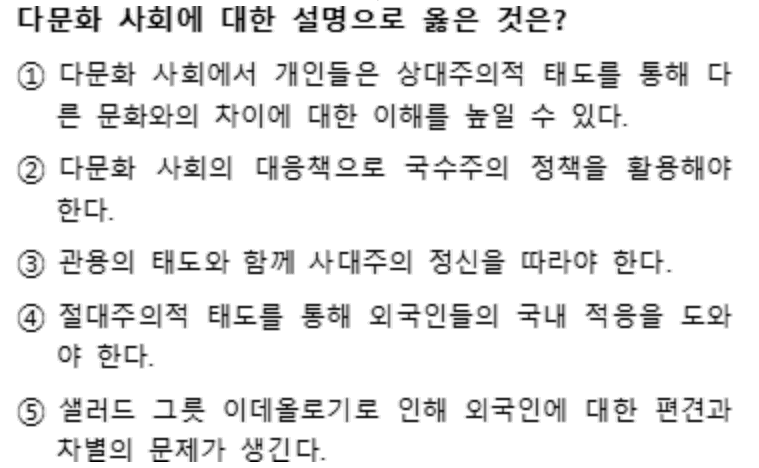 다문화 사회에 대한 설명으로 옳은 것은?
① 다문화 사회에서 개인들은 상대주의적 태도를 통해 다
른 문화와의 차이에 대한 이해를 높일 수 있다.
② 다문화 사회의 대응책으로 국수주의 정책을 활용해야
한다.
③ 관용의 태도와 함께 사대주의 정신을 따라야 한다.
④ 절대주의적 태도를 통해 외국인들의 국내 적응을 도와
야 한다.
⑤ 샐러드 그릇 이데올로기로 인해 외국인에 대한 편견과
차별의 문제가 생긴다.